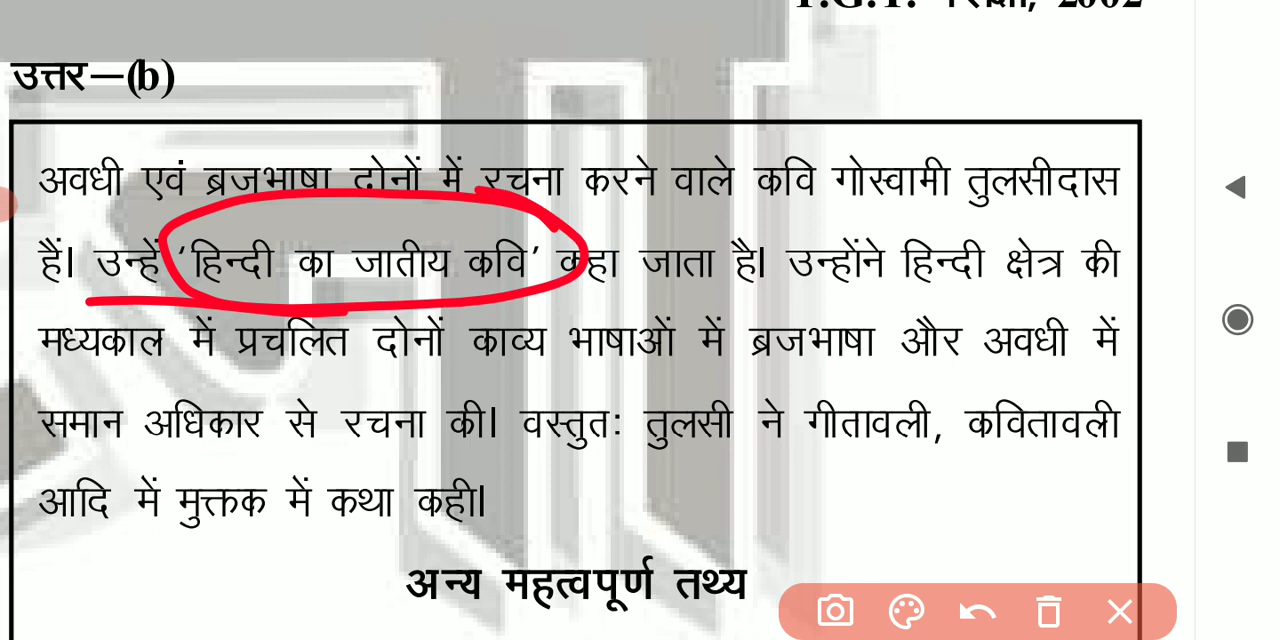 2002
उत्तर–(b)
अवधी एवं ब्रजभाषा दोनों में रचना करने वाले कवि गोस्वामी तुलसीदास
हैं। उन्हें 'हिन्दी का जातीय कवि' कहा जाता है। उन्होंने हिन्दी क्षेत्र की
मध्यकाल में प्रचलित दोनों काव्य भाषाओं में ब्रजभाषा और अवधी में
समान अधिकार से रचना की। वस्तुतः तुलसी ने गीतावली, कवितावली
आदि में मुक्तक में कथा कही।
अन्य महत्वपूर्ण तथ्य